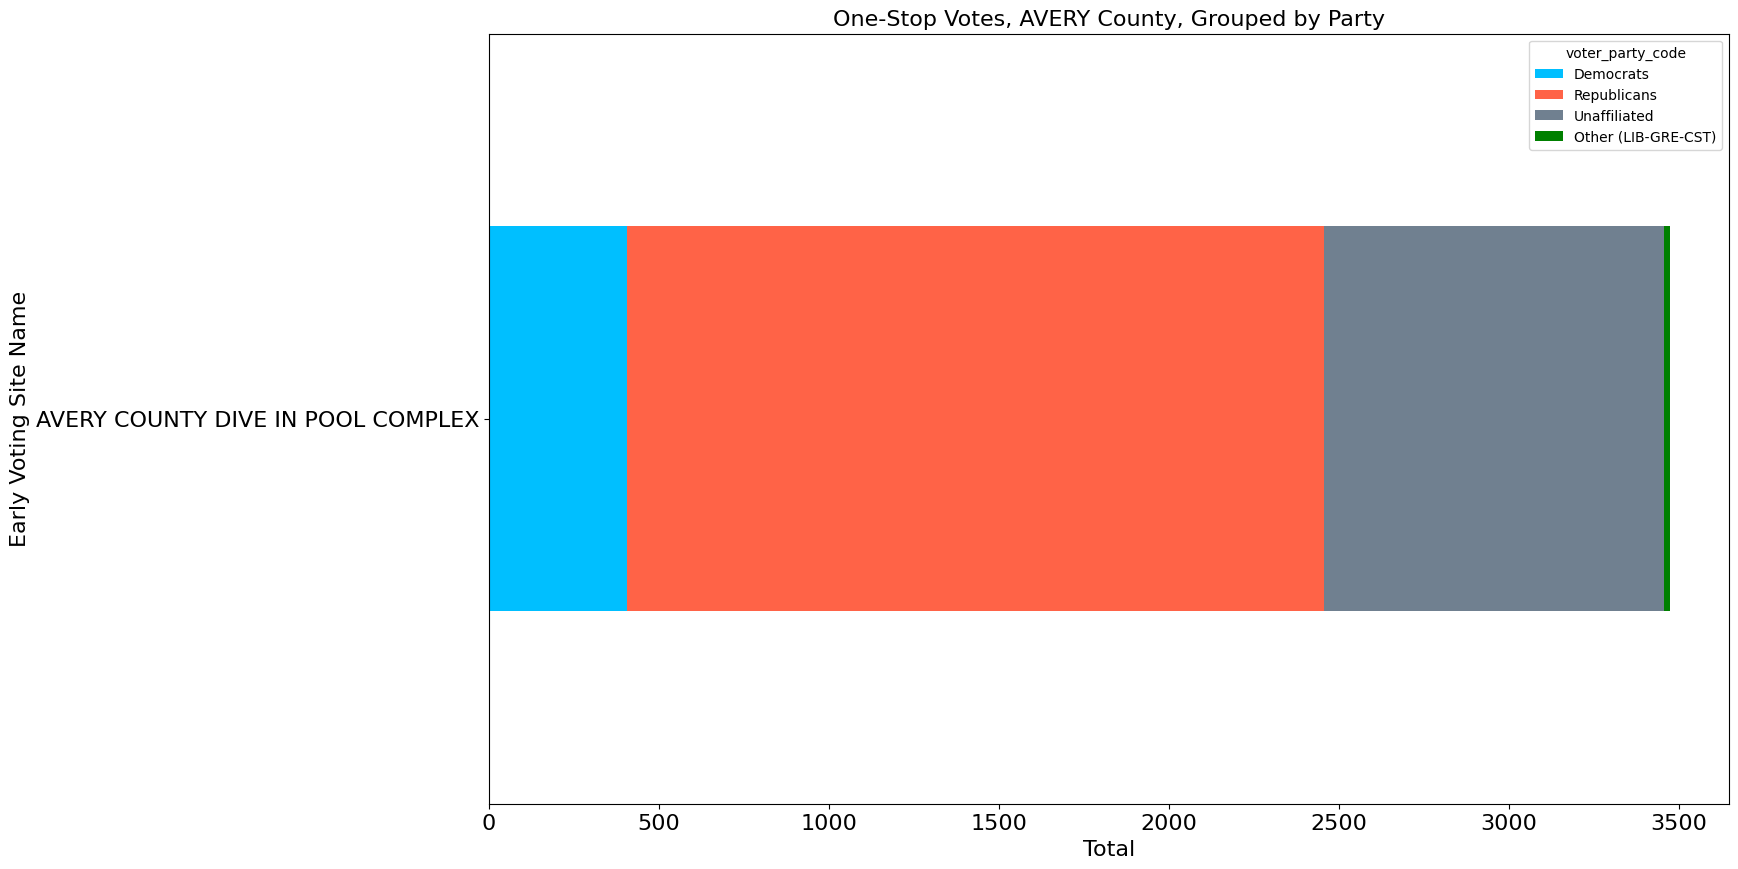 One-Stop Votes, AVERY County, Grouped by Party
voter_party_code
Democrats
Republicans
Unaffiliated
Other (LIB-GRE-CST)
Early Voting Site Name
AVERY COUNTY DIVE IN POOL COMPLEX
0 500 1000 1500 2000 2500 3000 3500
Total